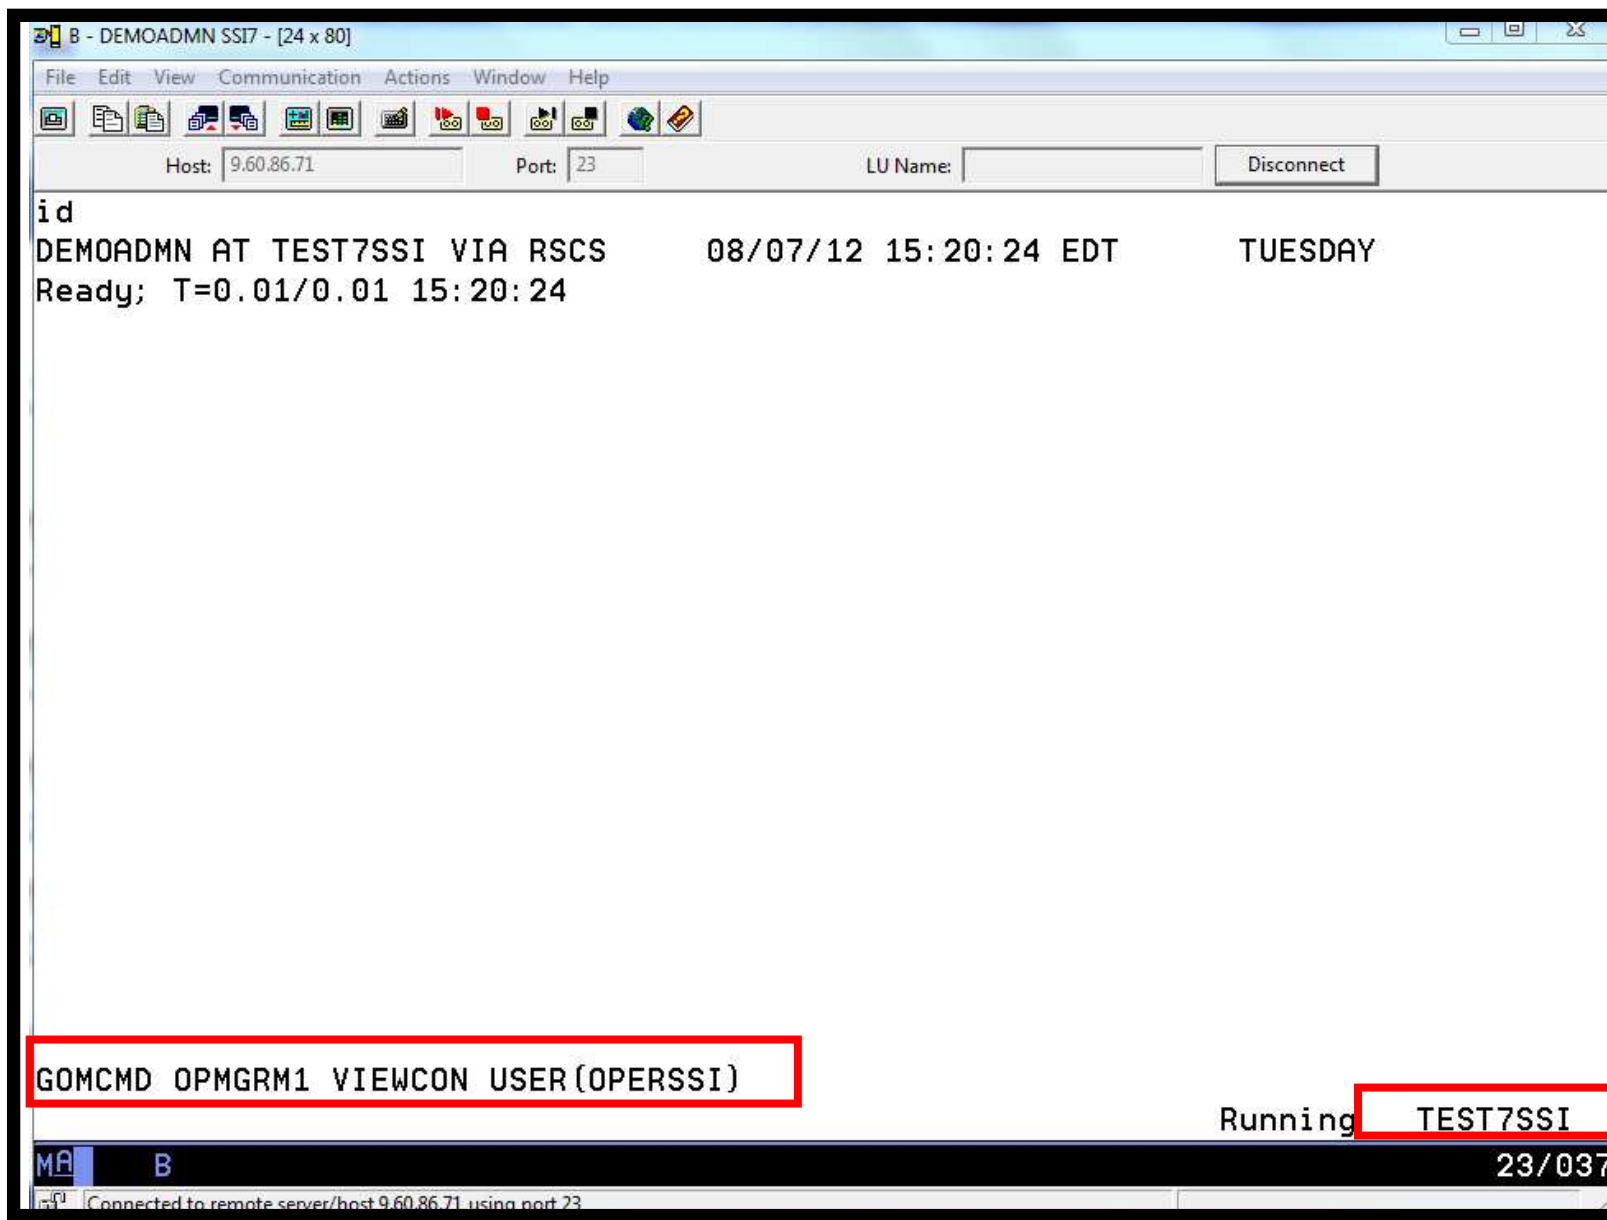 B - DEMOADMN SSI7 - [24 x 80]
File Edit View Communication Actions Window Help
Host: 9.60.86.71 Port: 23 LU Name: Disconnect
id
DEMOADMN AT TEST7SSI VIA RSCS 08/07/12 15:20:24 EDT TUESDAY
Ready; T=0.01/0.01 15:20:24
GOMCMD OPMGRM1 VIEWCON USER(OPERSSI)
Running TEST7SSI
MA B 23/037
Connected to remote server/host 9.60.86.71 using port 23